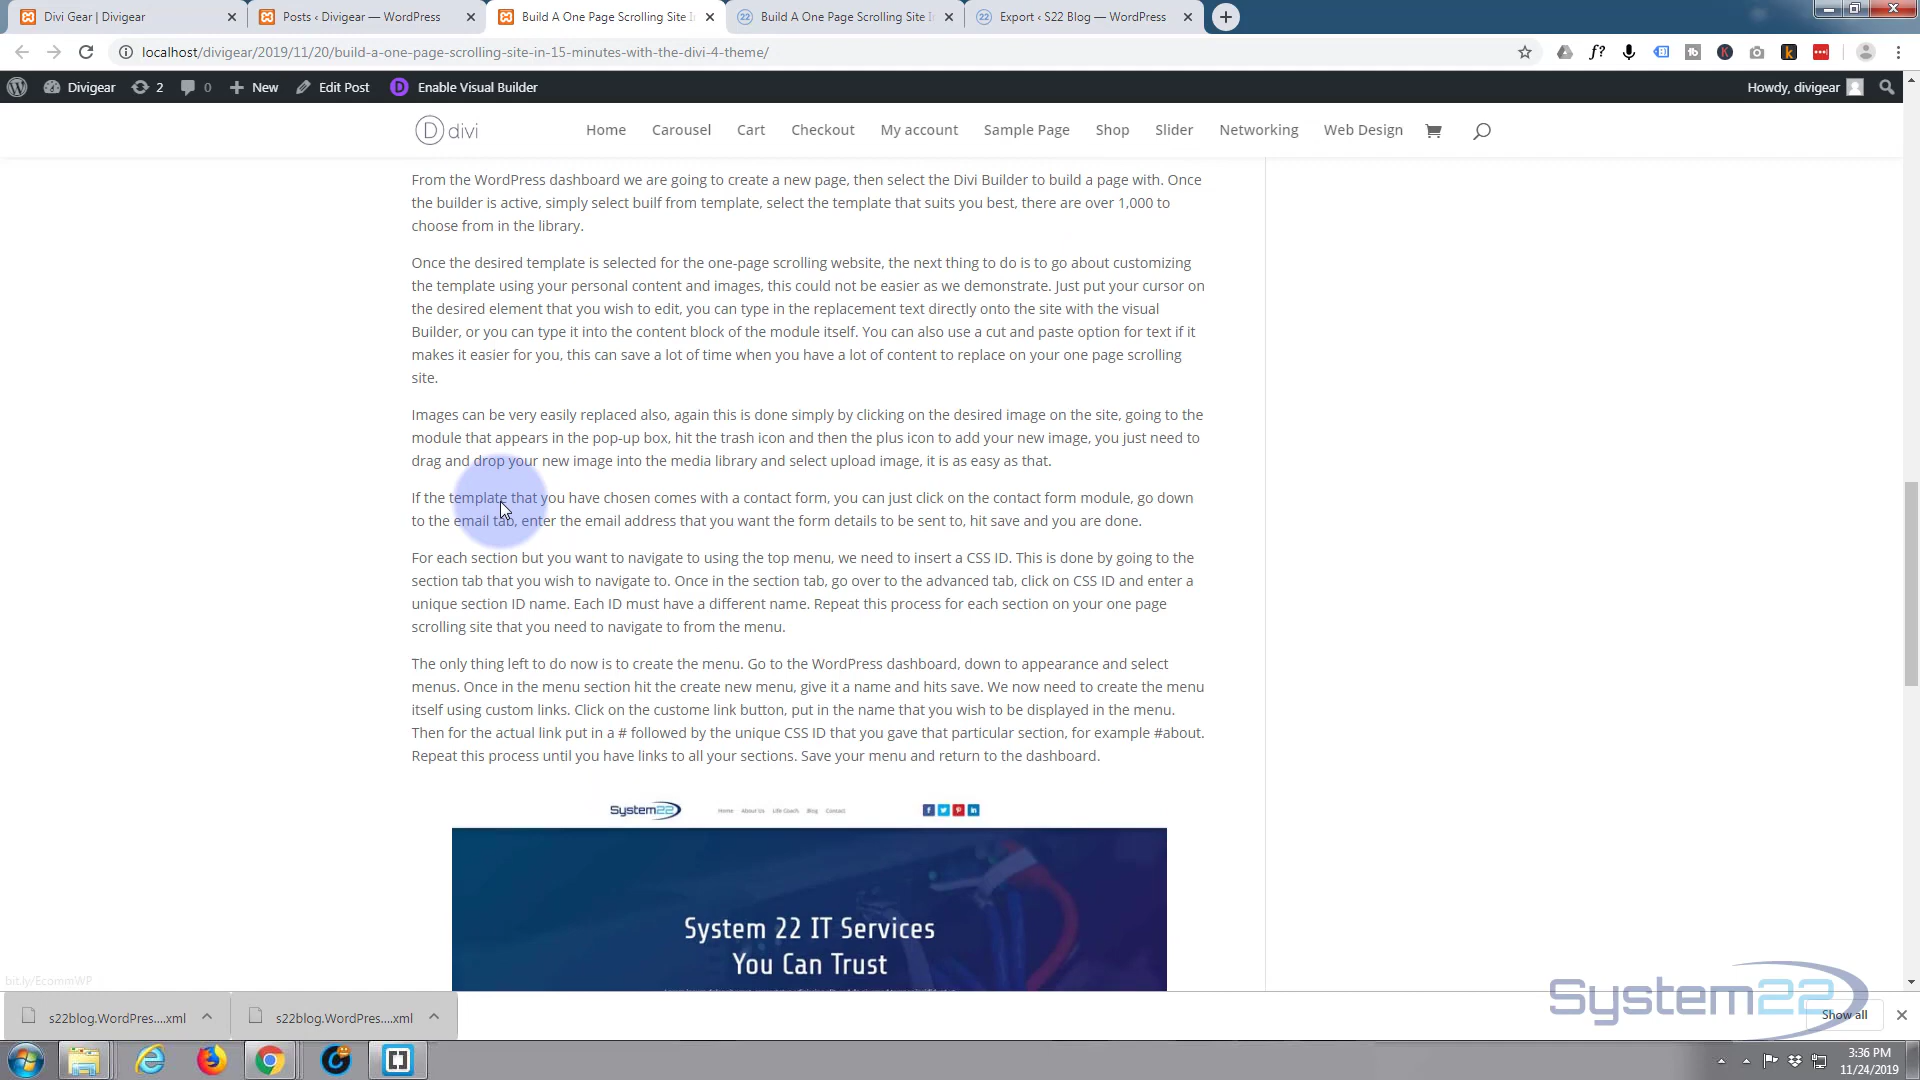 Divi Gear | Divigear
Posts ‹ Divigear — WordPress
Build A One Page Scrolling Site I
Build A One Page Scrolling Site I
Export ‹ S22 Blog — WordPress
localhost/divigear/2019/11/20/build-a-one-page-scrolling-site-in-15-minutes-with-the-divi-4-theme/
Divigear 2 0 New Edit Post Enable Visual Builder Howdy, divigear
divi Home Carousel Cart Checkout My account Sample Page Shop Slider Networking Web Design
From the WordPress dashboard we are going to create a new page, then select the Divi Builder to build a page with. Once
the builder is active, simply select builf from template, select the template that suits you best, there are over 1,000 to
choose from in the library.
Once the desired template is selected for the one-page scrolling website, the next thing to do is to go about customizing
the template using your personal content and images, this could not be easier as we demonstrate. Just put your cursor on
the desired element that you wish to edit, you can type in the replacement text directly onto the site with the visual
Builder, or you can type it into the content block of the module itself. You can also use a cut and paste option for text if it
makes it easier for you, this can save a lot of time when you have a lot of content to replace on your one page scrolling
site.
Images can be very easily replaced also, again this is done simply by clicking on the desired image on the site, going to the
module that appears in the pop-up box, hit the trash icon and then the plus icon to add your new image, you just need to
drag and drop your new image into the media library and select upload image, it is as easy as that.
If the template that you have chosen comes with a contact form, you can just click on the contact form module, go down
to the email tab, enter the email address that you want the form details to be sent to, hit save and you are done.
For each section but you want to navigate to using the top menu, we need to insert a CSS ID. This is done by going to the
section tab that you wish to navigate to. Once in the section tab, go over to the advanced tab, click on CSS ID and enter a
unique section ID name. Each ID must have a different name. Repeat this process for each section on your one page
scrolling site that you need to navigate to from the menu.
The only thing left to do now is to create the menu. Go to the WordPress dashboard, down to appearance and select
menus. Once in the menu section hit the create new menu, give it a name and hits save. We now need to create the menu
itself using custom links. Click on the custome link button, put in the name that you wish to be displayed in the menu.
Then for the actual link put in a # followed by the unique CSS ID that you gave that particular section, for example #about.
Repeat this process until you have links to all your sections. Save your menu and return to the dashboard.
System22 Home About Us Life Coach Blog Contact
System 22 IT Services
You Can Trust
bit.ly/EcommWP
System22
s22blog.WordPres....xml
s22blog.WordPres....xml
Show all
3:36 PM
11/24/2019